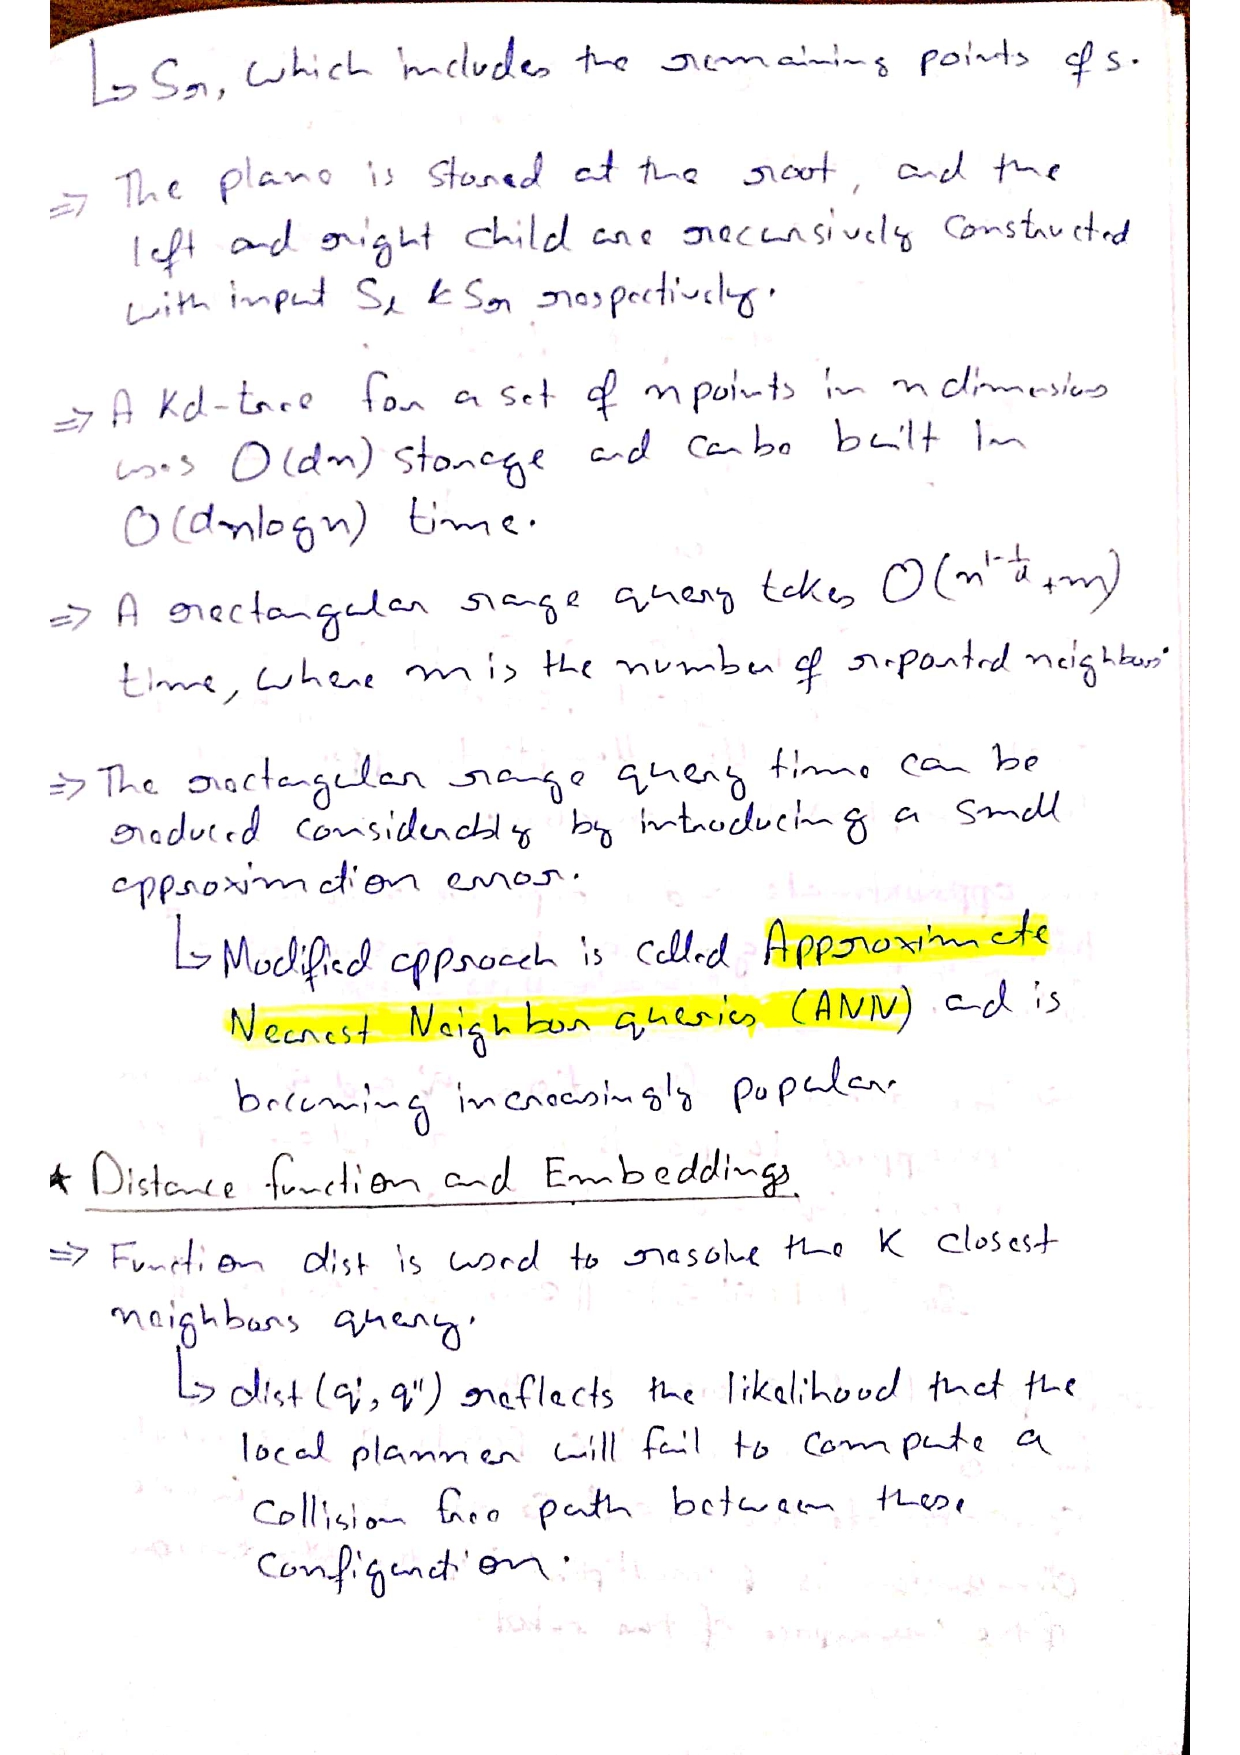 ↳ Sr, which includes the remaining points of s.
⇒ The plane is stored at the root, and the
left and right child are recursively constructed
with input Sl & Sr respectively.
⇒ A Kd-tree for a set of n points in n dimensions
uses O(dn) storage and can be built in
O(dnlogn) time.
⇒ A rectangular range query takes O(n^{1-1/d}+m)
time, where m is the number of reported neighbors.
⇒ The rectangular range query time can be
reduced considerably by introducing a small
approximation error.
↳ Modified approach is called Approximate
Nearest Neighbor queries (ANN) and is
becoming increasingly popular.
★ Distance function and Embeddings.
⇒ Function dist is used to resolve the K closest
neighbors query.
↳ dist (q', q'') reflects the likelihood that the
local planner will fail to compute a
collision free path between these
configuration.